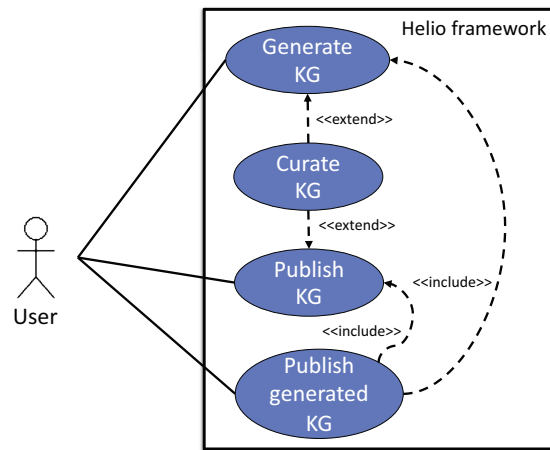 Helio framework
Generate
KG
<<extend>>
Curate
KG
<<extend>>
Publish
KG
<<include>>
<<include>>
User
Publish
generated
KG